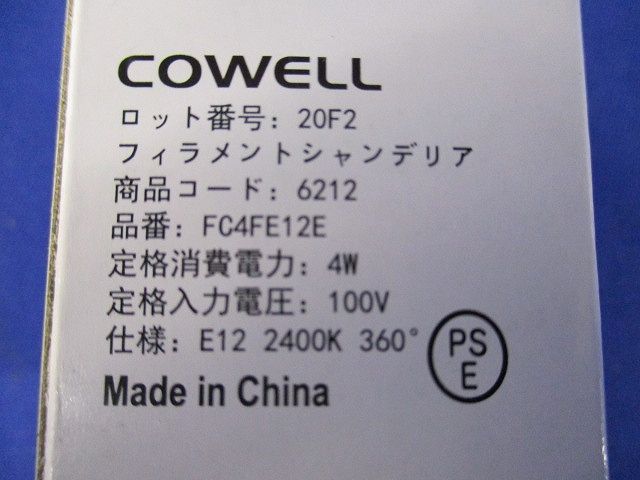 COWELL
ロット番号: 20F2
フィラメントシャンデリア
商品コード: 6212
品番: FC4FE12E
定格消費電力: 4W
定格入力電圧: 100V
仕様: E12 2400K 360°
PS
E
Made in China